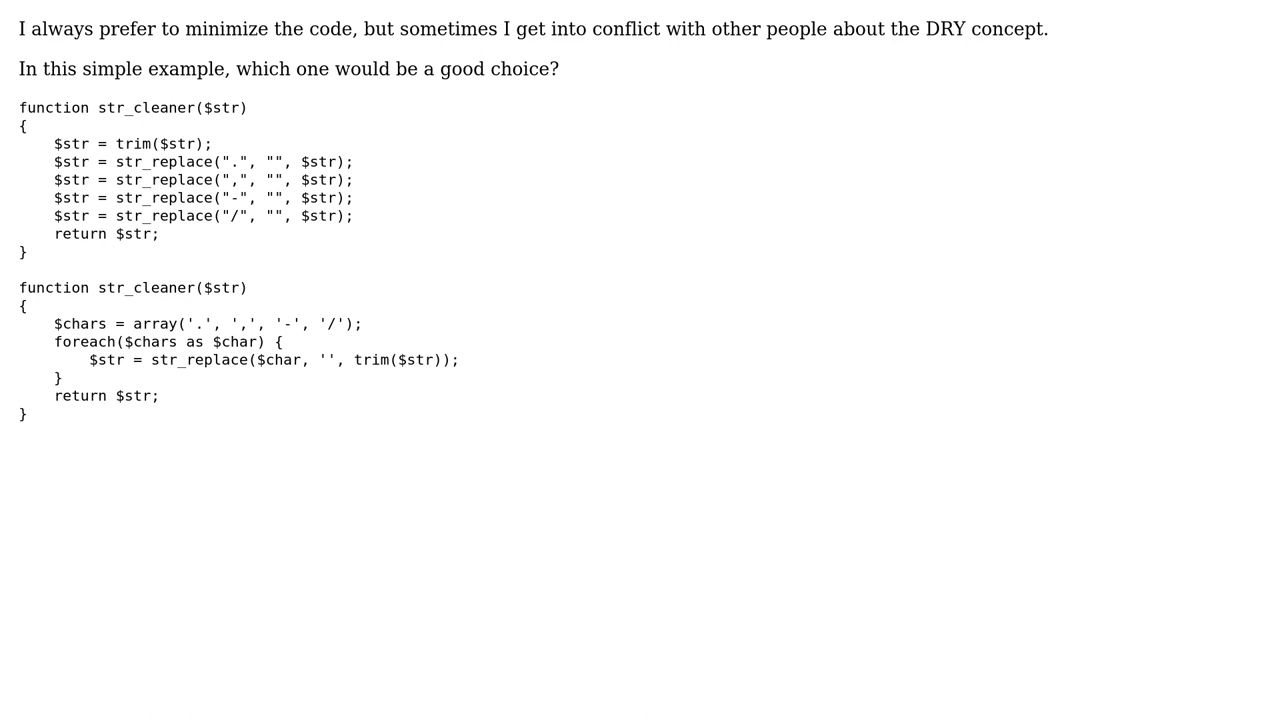 I always prefer to minimize the code, but sometimes I get into conflict with other people about the DRY concept.
In this simple example, which one would be a good choice?
function str_cleaner($str)
{
    $str = trim($str);
    $str = str_replace(".", "", $str);
    $str = str_replace(",", "", $str);
    $str = str_replace("-", "", $str);
    $str = str_replace("/", "", $str);
    return $str;
}
function str_cleaner($str)
{
    $chars = array('.', ',', '-', '/');
    foreach($chars as $char) {
        $str = str_replace($char, '', trim($str));
    }
    return $str;
}